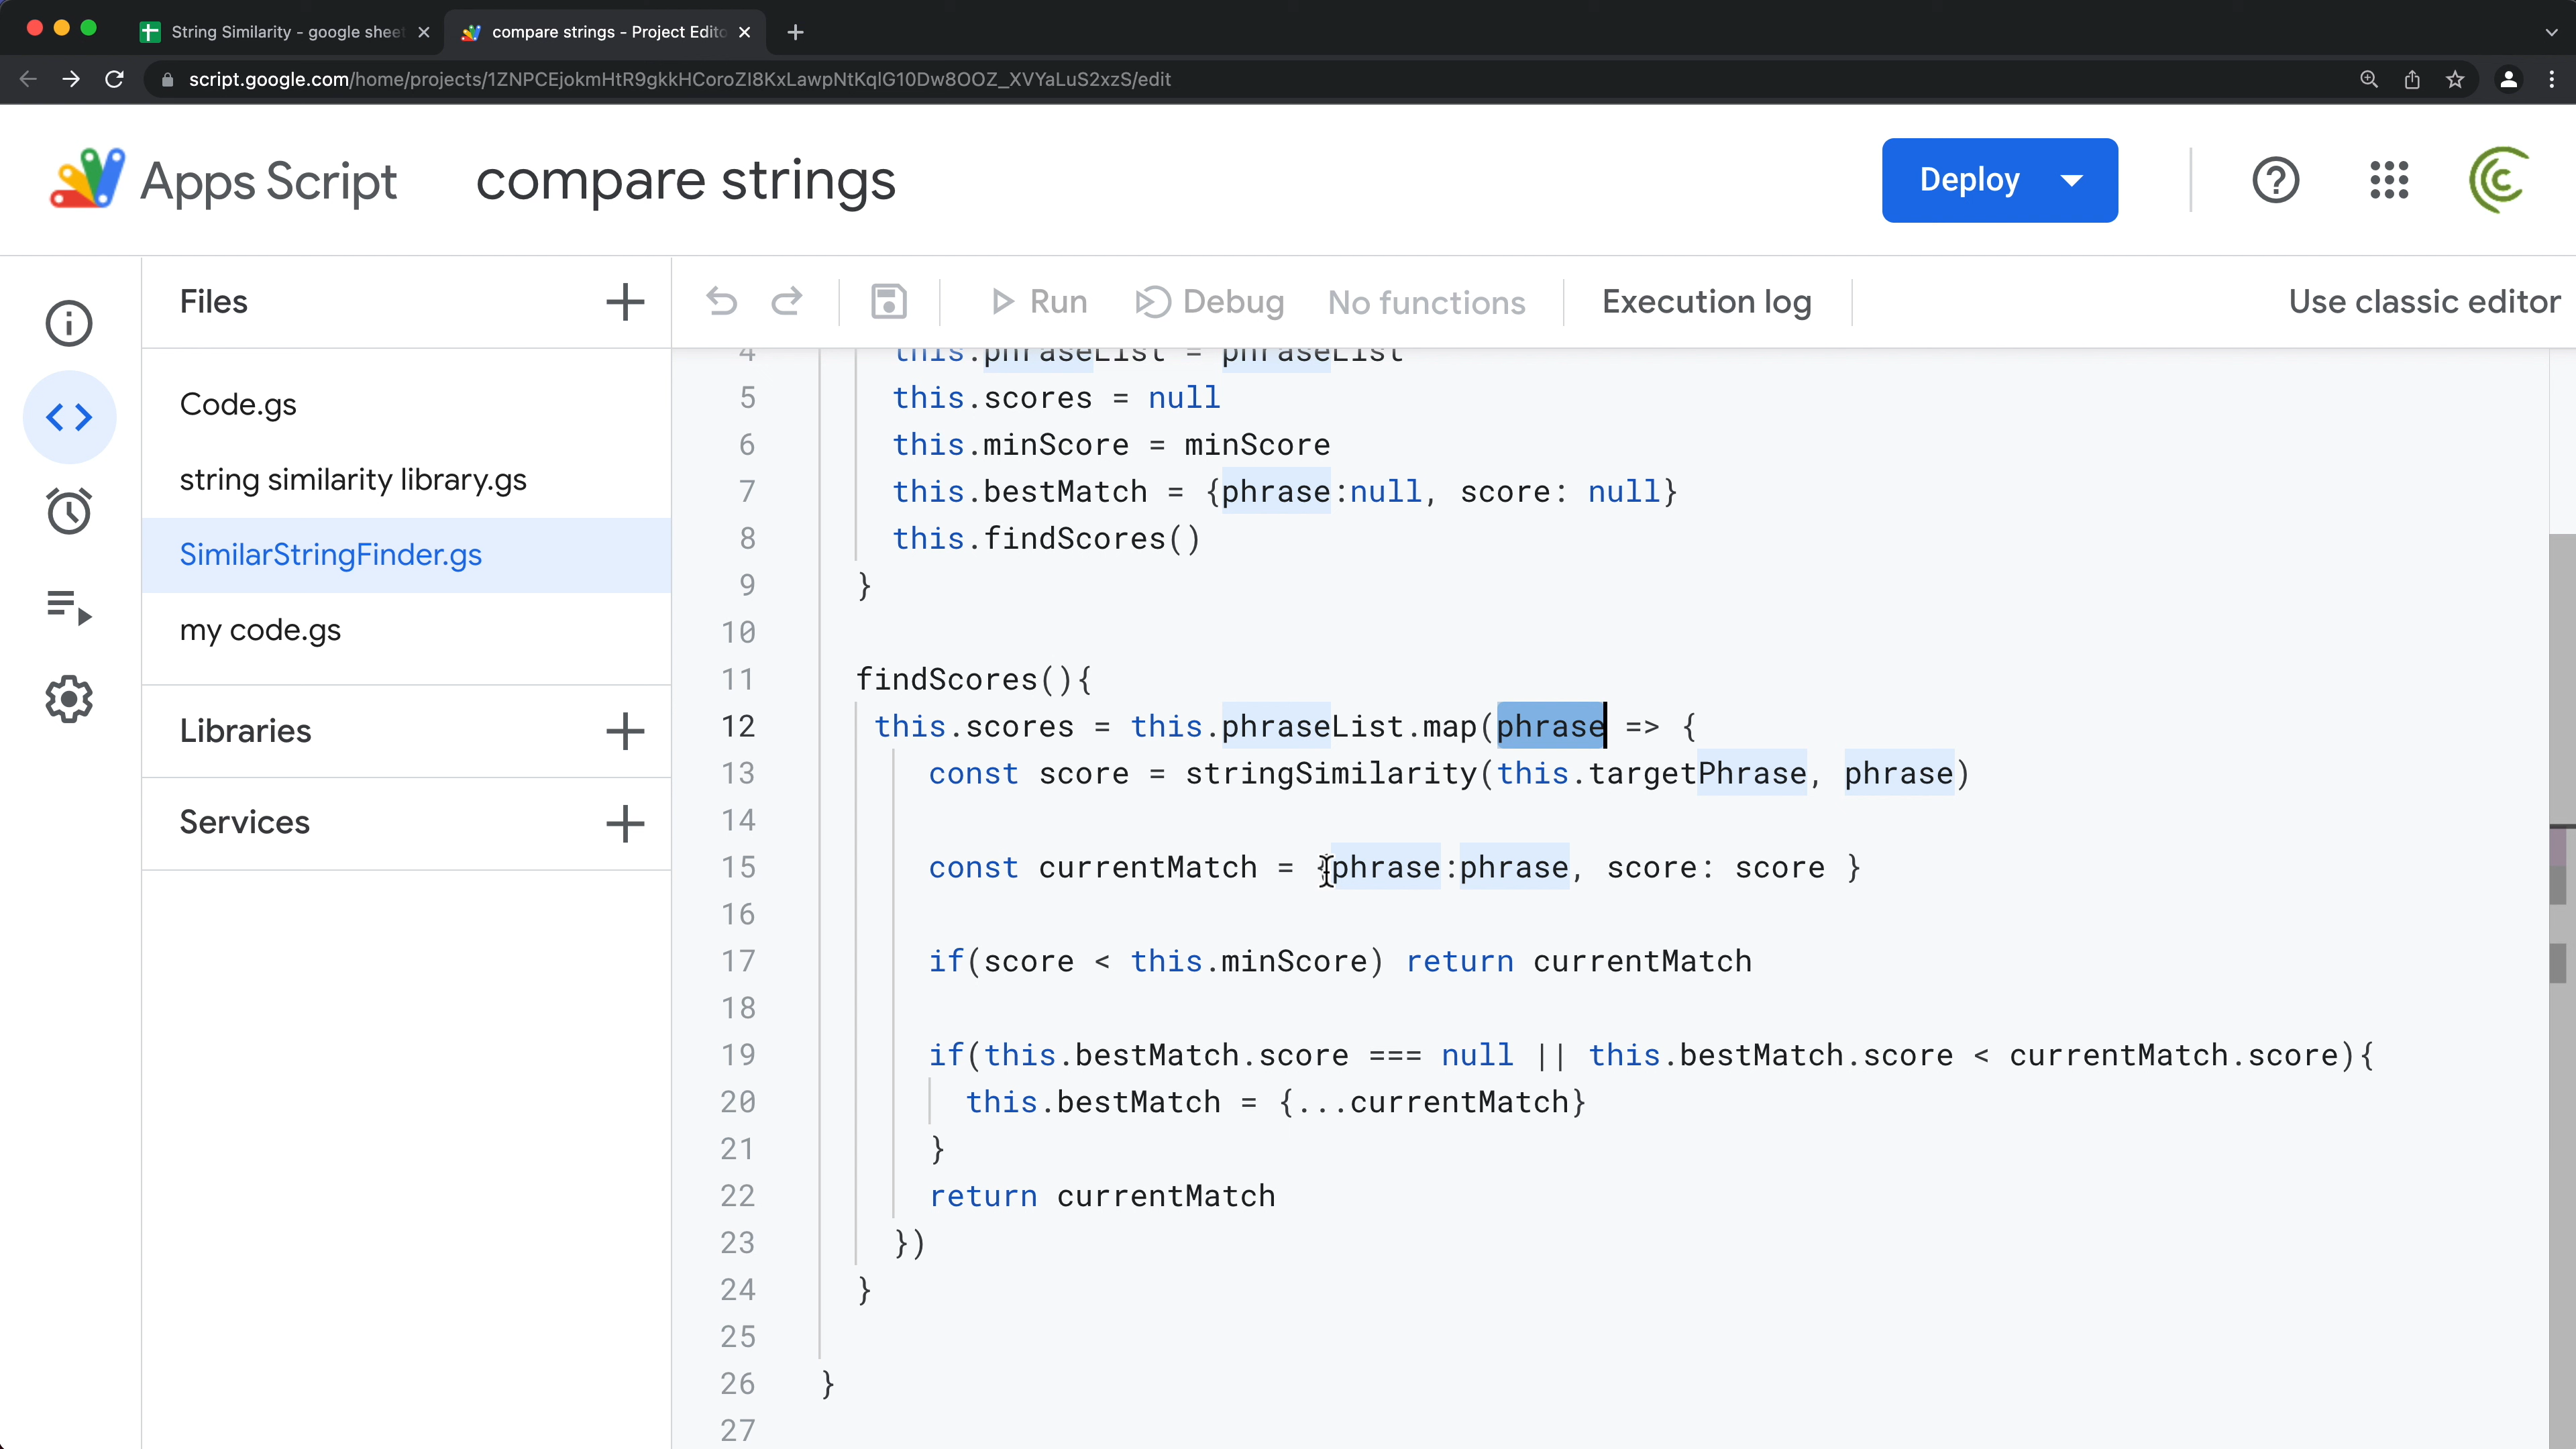 String Similarity - google sheet
compare strings - Project Edito
script.google.com/home/projects/1ZNPCEjokmHtR9gkkHCoroZI8KxLawpNtKqlG10Dw8OOZ_XVYaLuS2xzS/edit
Apps Script
compare strings
Deploy
Files
Run
Debug
No functions
Execution log
Use classic editor
Code.gs
string similarity library.gs
SimilarStringFinder.gs
my code.gs
Libraries
Services
4 this.phraseList = phraseList
5 this.scores = null
6 this.minScore = minScore
7 this.bestMatch = {phrase:null, score: null}
8 this.findScores()
9 }
10
11 findScores(){
12 this.scores = this.phraseList.map(phrase => {
13 const score = stringSimilarity(this.targetPhrase, phrase)
14
15 const currentMatch = {phrase:phrase, score: score }
16
17 if(score < this.minScore) return currentMatch
18
19 if(this.bestMatch.score === null || this.bestMatch.score < currentMatch.score){
20 this.bestMatch = {...currentMatch}
21 }
22 return currentMatch
23 })
24 }
25
26 }
27